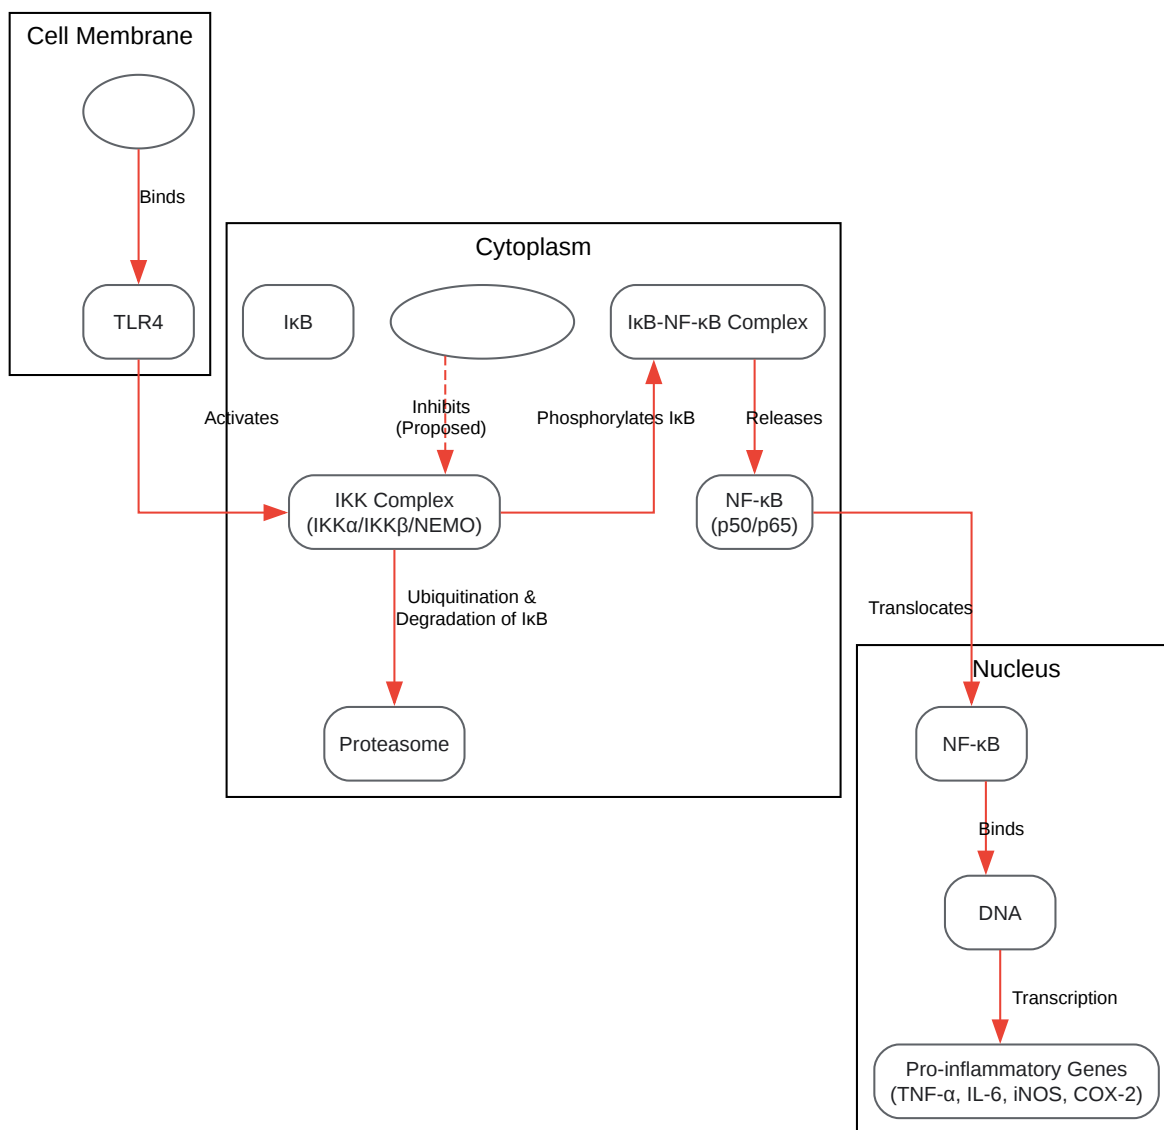 Cell Membrane
Binds
TLR4
Activates
Cytoplasm
IκB
IκB-NF-κB Complex
Inhibits
(Proposed)
Phosphorylates IκB
Releases
IKK Complex
(IKKα/IKKβ/NEMO)
NF-κB
(p50/p65)
Ubiquitination &
Degradation of IκB
Proteasome
Translocates
Nucleus
NF-κB
Binds
DNA
Transcription
Pro-inflammatory Genes
(TNF-α, IL-6, iNOS, COX-2)